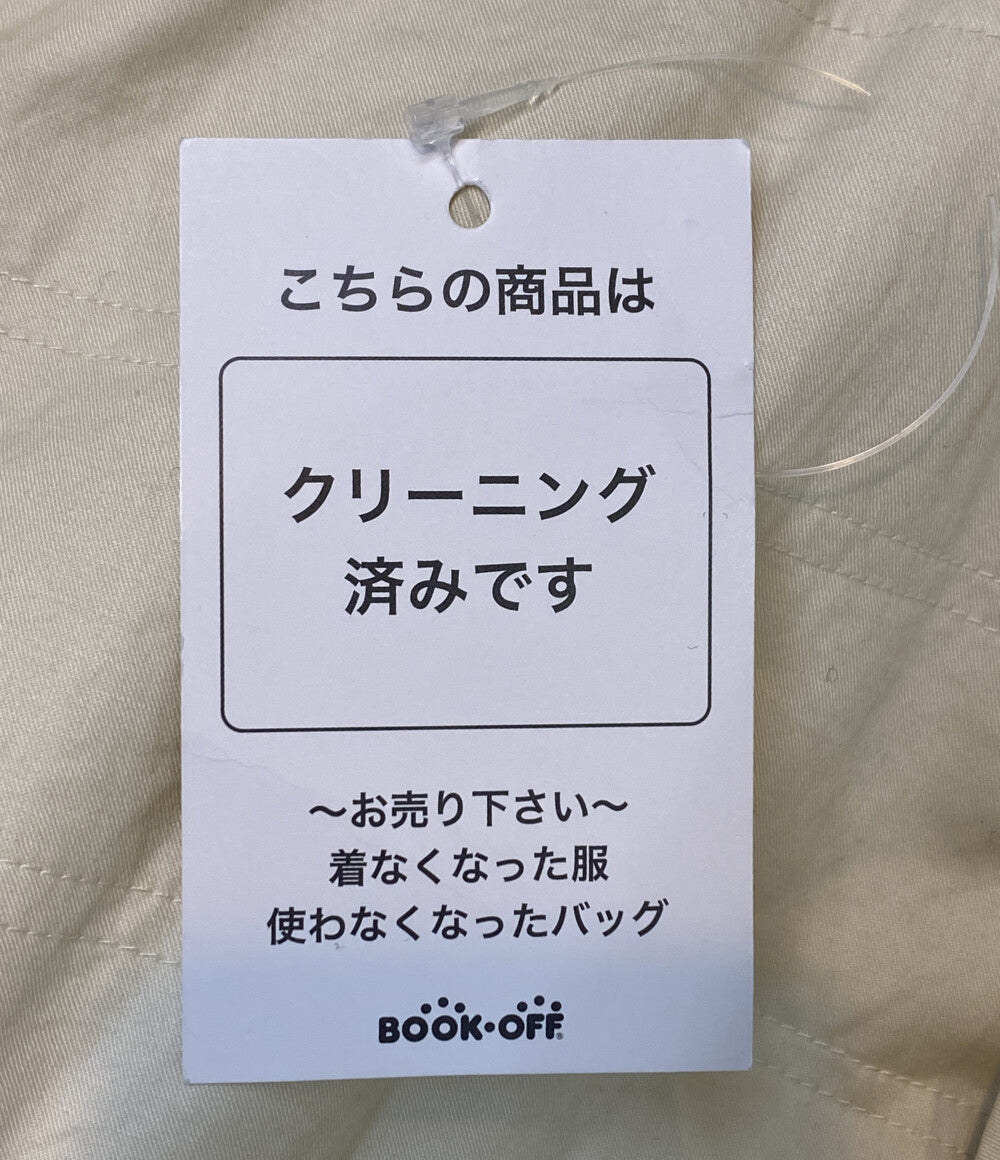 こちらの商品は
クリーニング
済みです
～お売り下さい～
着なくなった服
使わなくなったバッグ
BOOK・OFF®